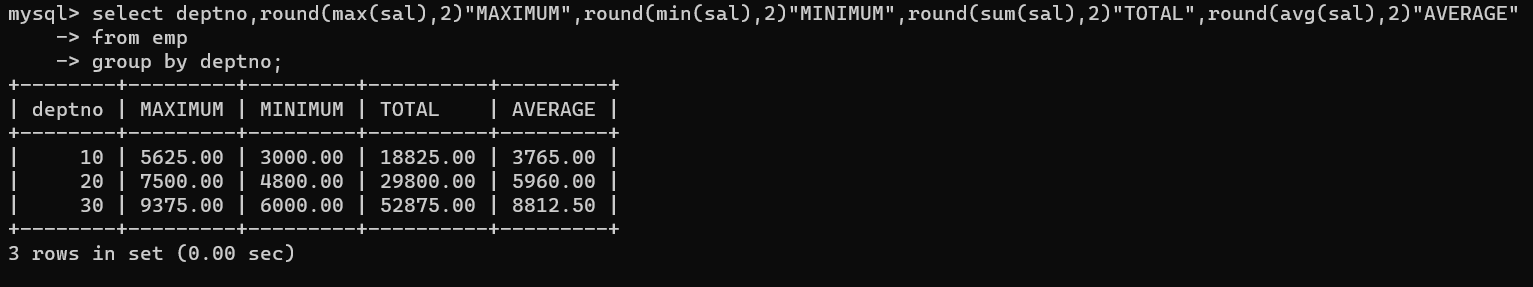 mysql> select deptno,round(max(sal),2)"MAXIMUM",round(min(sal),2)"MINIMUM",round(sum(sal),2)"TOTAL",round(avg(sal),2)"AVERAGE"
    -> from emp
    -> group by deptno;
+--------+---------+---------+----------+---------+
| deptno | MAXIMUM | MINIMUM | TOTAL    | AVERAGE |
+--------+---------+---------+----------+---------+
|     10 | 5625.00 | 3000.00 | 18825.00 | 3765.00 |
|     20 | 7500.00 | 4800.00 | 29800.00 | 5960.00 |
|     30 | 9375.00 | 6000.00 | 52875.00 | 8812.50 |
+--------+---------+---------+----------+---------+
3 rows in set (0.00 sec)